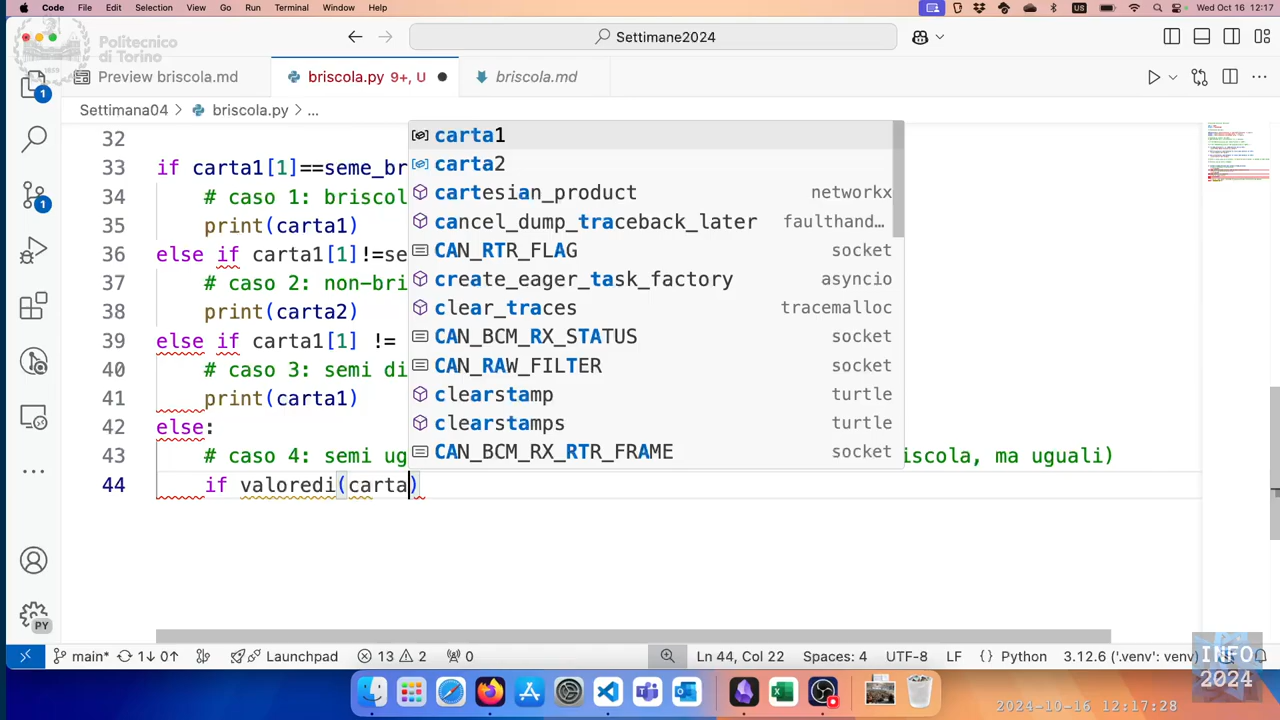 Code File Edit Selection View Go Run Terminal Window Help Wed Oct 16 12:17
Politecnico
di Torino
Settimane2024
Preview briscola.md
briscola.py 9+, U
briscola.md
Settimana04 > briscola.py > ...
32
33 if carta1[1]==seme_br
34 # caso 1: briscol
35 print(carta1)
36 else if carta1[1]!=se
37 # caso 2: non-bri
38 print(carta2)
39 else if carta1[1] !=
40 # caso 3: semi di
41 print(carta1)
42 else:
43 # caso 4: semi ug iscola, ma uguali)
44 if valoredi(carta)
carta1
carta2
cartesian_product networkx
cancel_dump_traceback_later faulthand…
CAN_RTR_FLAG socket
create_eager_task_factory asyncio
clear_traces tracemalloc
CAN_BCM_RX_STATUS socket
CAN_RAW_FILTER socket
clearstamp turtle
clearstamps turtle
CAN_BCM_RX_RTR_FRAME socket
1
1
PY
main* 1↓ 0↑ Launchpad 13 2 0 Ln 44, Col 22 Spaces: 4 UTF-8 LF {} Python 3.12.6 ('.venv': venv)
INFO
2024
2024-10-16 12:17:28